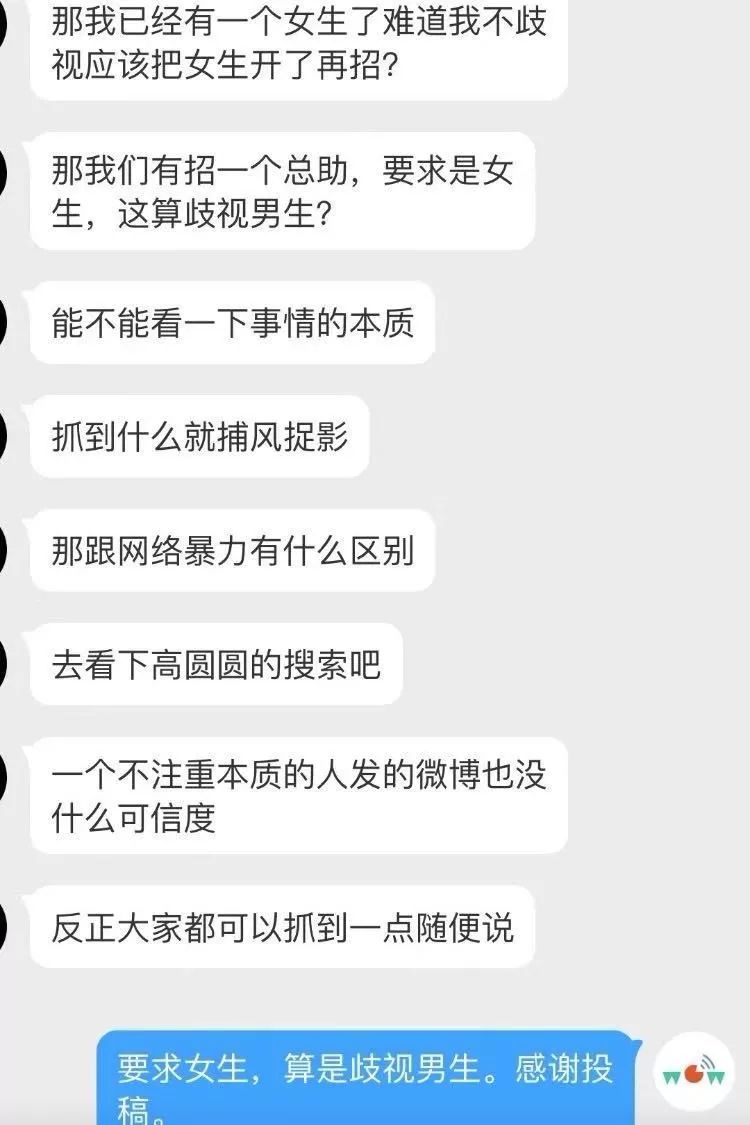 那我已经有一个女生了难道我不歧
视应该把女生开了再招？
那我们有招一个总助，要求是女
生，这算歧视男生？
能不能看一下事情的本质
抓到什么就捕风捉影
那跟网络暴力有什么区别
去看下高圆圆的搜索吧
一个不注重本质的人发的微博也没
什么可信度
反正大家都可以抓到一点随便说
要求女生，算是歧视男生。感谢投
稿。
WOW